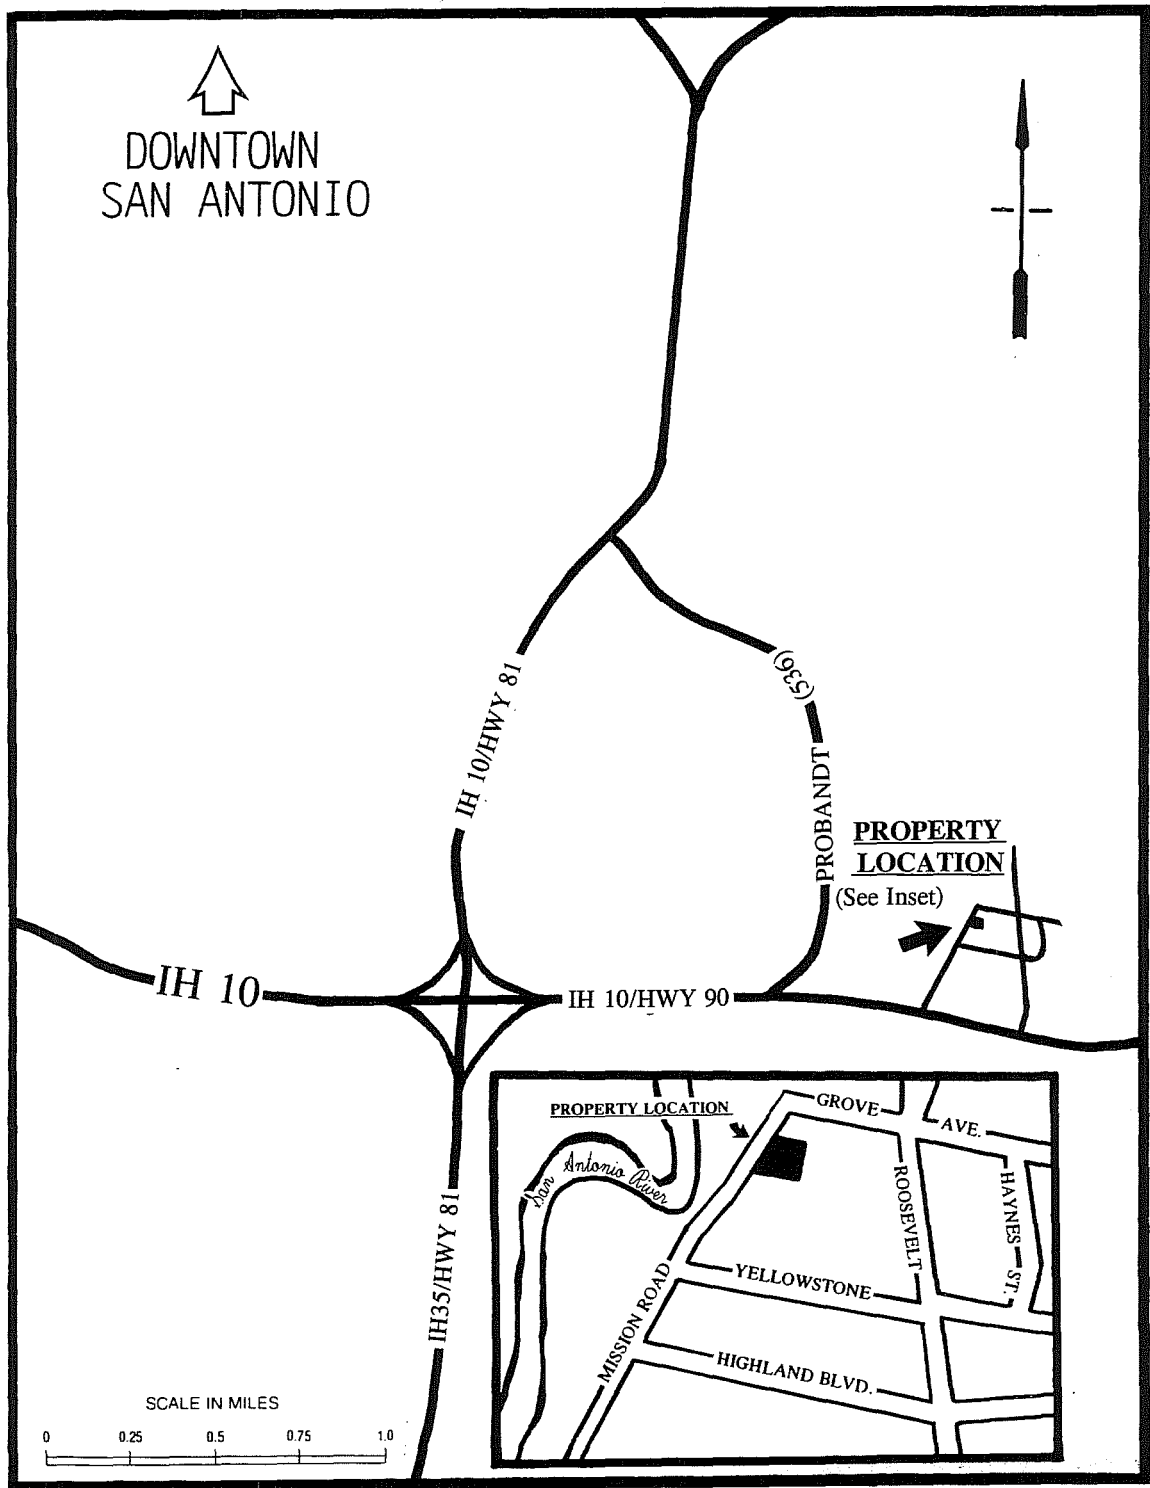 DOWNTOWN
SAN ANTONIO
IH 10/HWY 81
(536)
PROBANDT
PROPERTY
LOCATION
(See Inset)
IH 10
IH 10/HWY 90
IH35/HWY 81
PROPERTY LOCATION
GROVE AVE.
San Antonio River
ROOSEVELT
HAYNES ST.
MISSION ROAD
YELLOWSTONE
HIGHLAND BLVD.
SCALE IN MILES
0 0.25 0.5 0.75 1.0